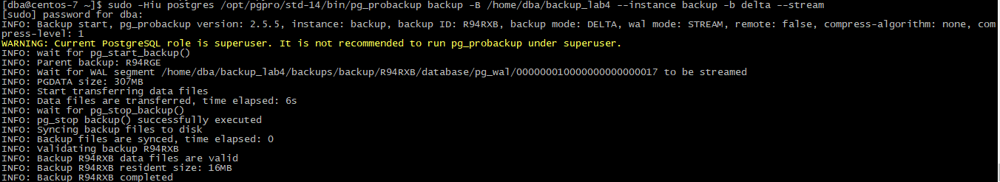 [dba@centos-7 ~]$ sudo -Hiu postgres /opt/pgpro/std-14/bin/pg_probackup backup -B /home/dba/backup_lab4 --instance backup -b delta --stream
[sudo] password for dba:
INFO: Backup start, pg_probackup version: 2.5.5, instance: backup, backup ID: R94RXB, backup mode: DELTA, wal mode: STREAM, remote: false, compress-algorithm: none, com
press-level: 1
WARNING: Current PostgreSQL role is superuser. It is not recommended to run pg_probackup under superuser.
INFO: wait for pg_start_backup()
INFO: Parent backup: R94RGE
INFO: Wait for WAL segment /home/dba/backup_lab4/backups/backup/R94RXB/database/pg_wal/000000010000000000000017 to be streamed
INFO: PGDATA size: 307MB
INFO: Start transferring data files
INFO: Data files are transferred, time elapsed: 6s
INFO: wait for pg_stop_backup()
INFO: pg_stop backup() successfully executed
INFO: Syncing backup files to disk
INFO: Backup files are synced, time elapsed: 0
INFO: Validating backup R94RXB
INFO: Backup R94RXB data files are valid
INFO: Backup R94RXB resident size: 16MB
INFO: Backup R94RXB completed